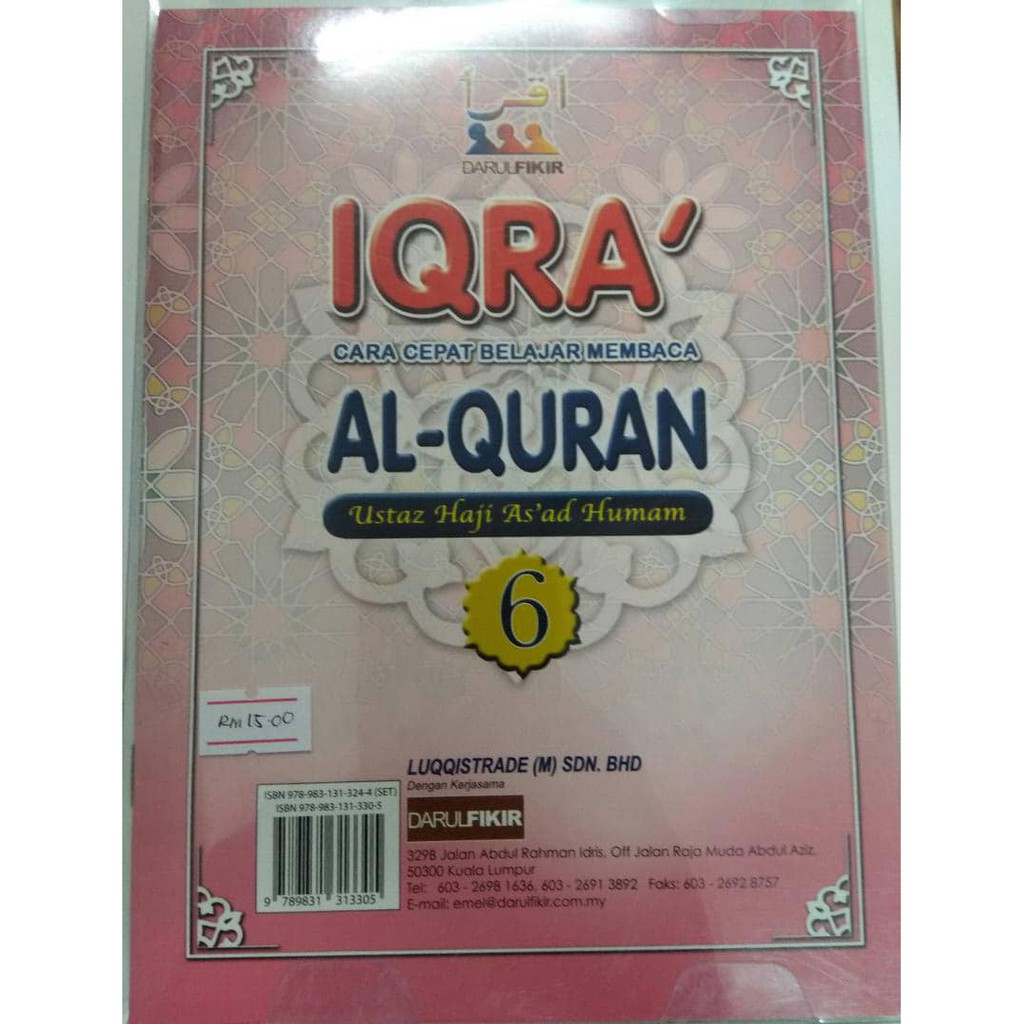 اقرأ
DARULFIKIR
IQRA'
CARA CEPAT BELAJAR MEMBACA
AL-QURAN
Ustaz Haji As'ad Humam
6
RM 15.00
LUQQISTRADE (M) SDN. BHD
Dengan Kerjasama
DARULFIKIR
329B Jalan Abdul Rahman Idris, Off Jalan Raja Muda Abdul Aziz,
50300 Kuala Lumpur
Tel: 603 - 2698 1636, 603 - 2691 3892 Faks: 603 - 2692 8757
E-mail: emel@darulfikir.com.my
ISBN 978-983-131-324-4 (SET)
ISBN 978-983-131-330-5
9 789831 313305